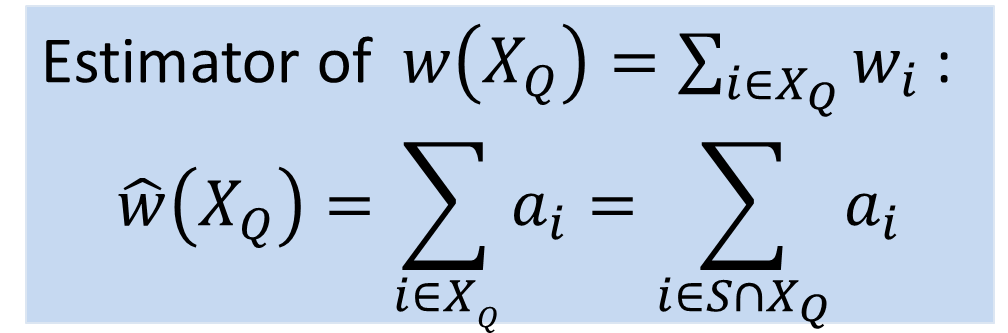 Estimator of w(X_Q) = ∑_{i∈X_Q} w_i :
ŵ(X_Q) = ∑_{i∈X_Q} a_i = ∑_{i∈S∩X_Q} a_i